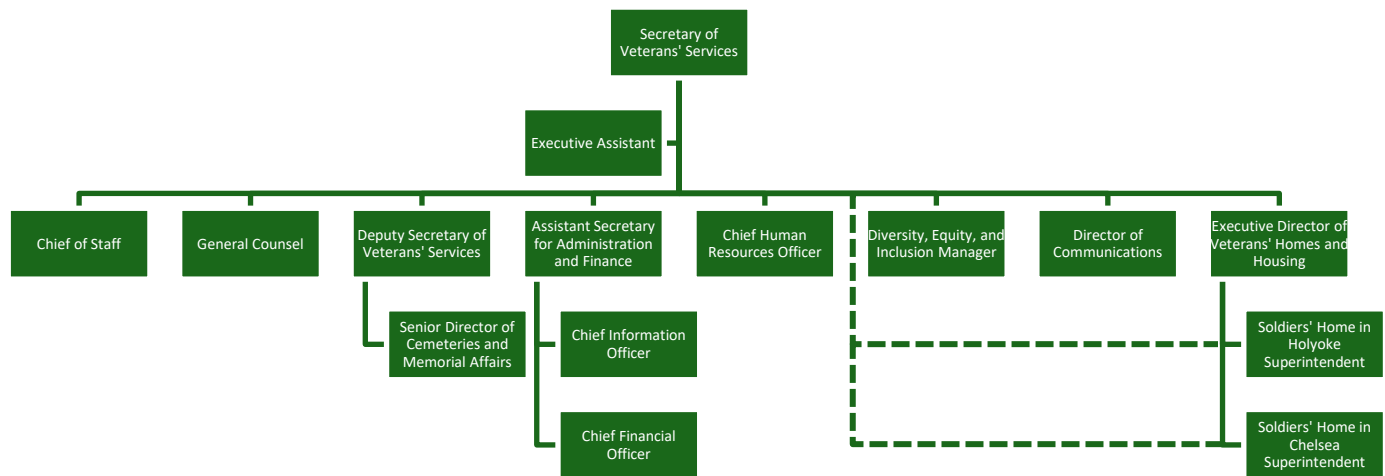 Secretary of
Veterans' Services
Executive Assistant
Chief of Staff
General Counsel
Deputy Secretary of
Veterans' Services
Assistant Secretary
for Administration
and Finance
Chief Human
Resources Officer
Diversity, Equity, and
Inclusion Manager
Director of
Communications
Executive Director of
Veterans' Homes and
Housing
Senior Director of
Cemeteries and
Memorial Affairs
Chief Information
Officer
Soldiers' Home in
Holyoke
Superintendent
Chief Financial
Officer
Soldiers' Home in
Chelsea
Superintendent